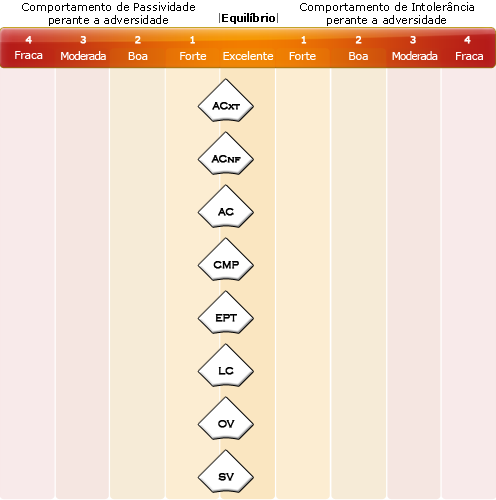 Comportamento de Passividade
perante a adversidade
|Equilíbrio|
Comportamento de Intolerância
perante a adversidade
4 3 2 1 1 2 3 4
Fraca Moderada Boa Forte Excelente Forte Boa Moderada Fraca
ACXT
ACNF
AC
CMP
EPT
LC
OV
SV